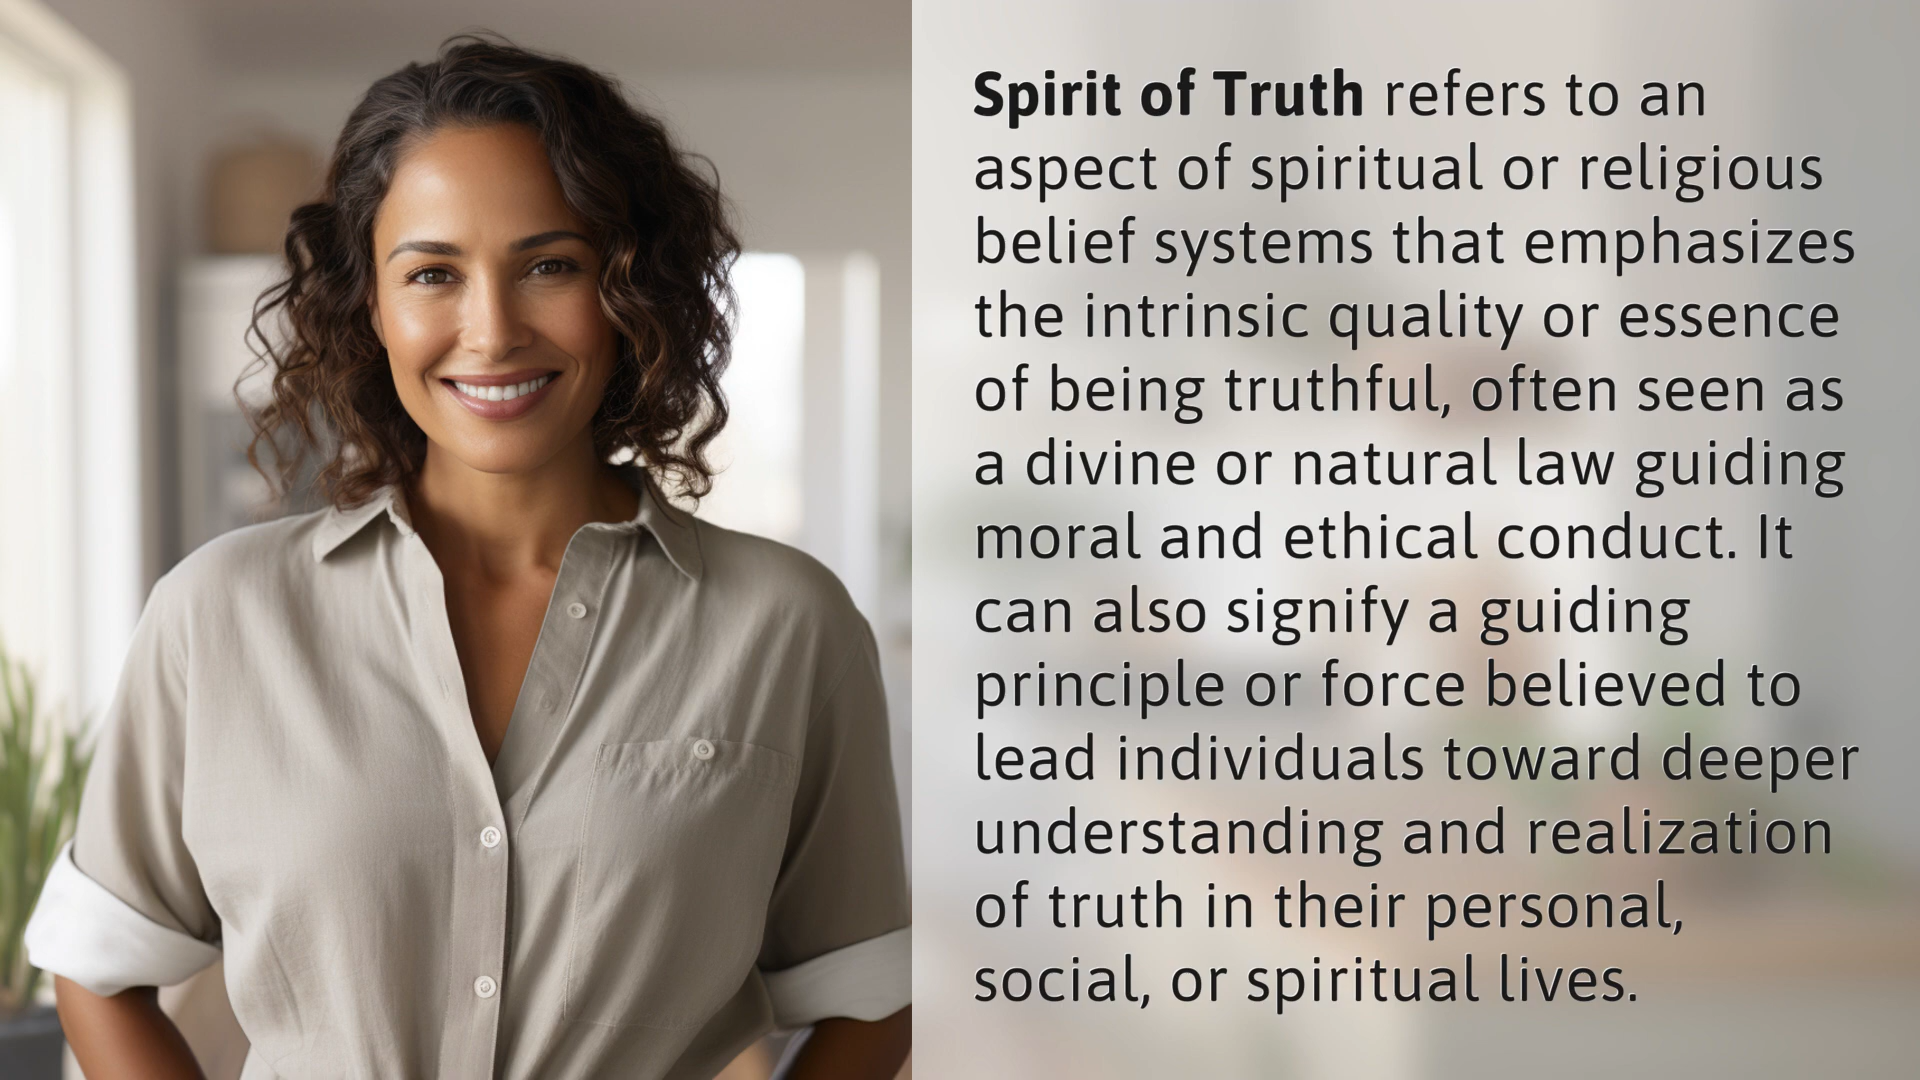 Spirit of Truth refers to an
aspect of spiritual or religious
belief systems that emphasizes
the intrinsic quality or essence
of being truthful, often seen as
a divine or natural law guiding
moral and ethical conduct. It
can also signify a guiding
principle or force believed to
lead individuals toward deeper
understanding and realization
of truth in their personal,
social, or spiritual lives.